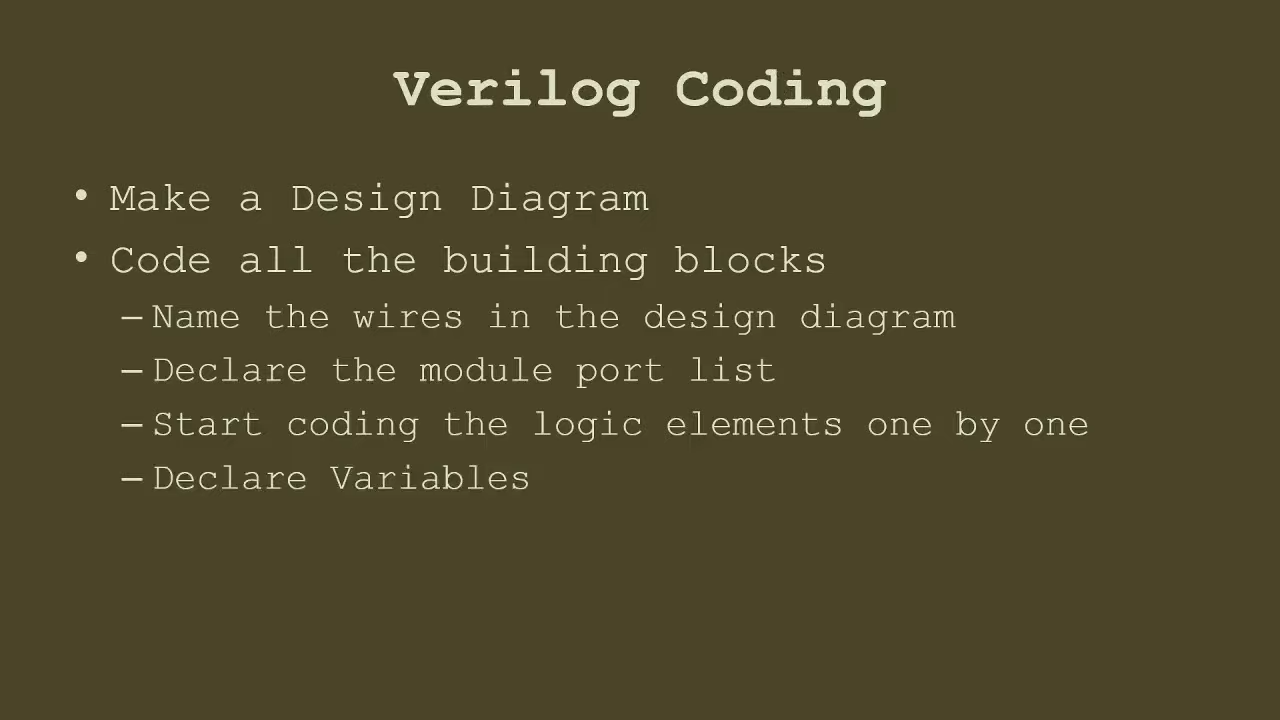 Verilog Coding
• Make a Design Diagram
• Code all the building blocks
– Name the wires in the design diagram
– Declare the module port list
– Start coding the logic elements one by one
– Declare Variables